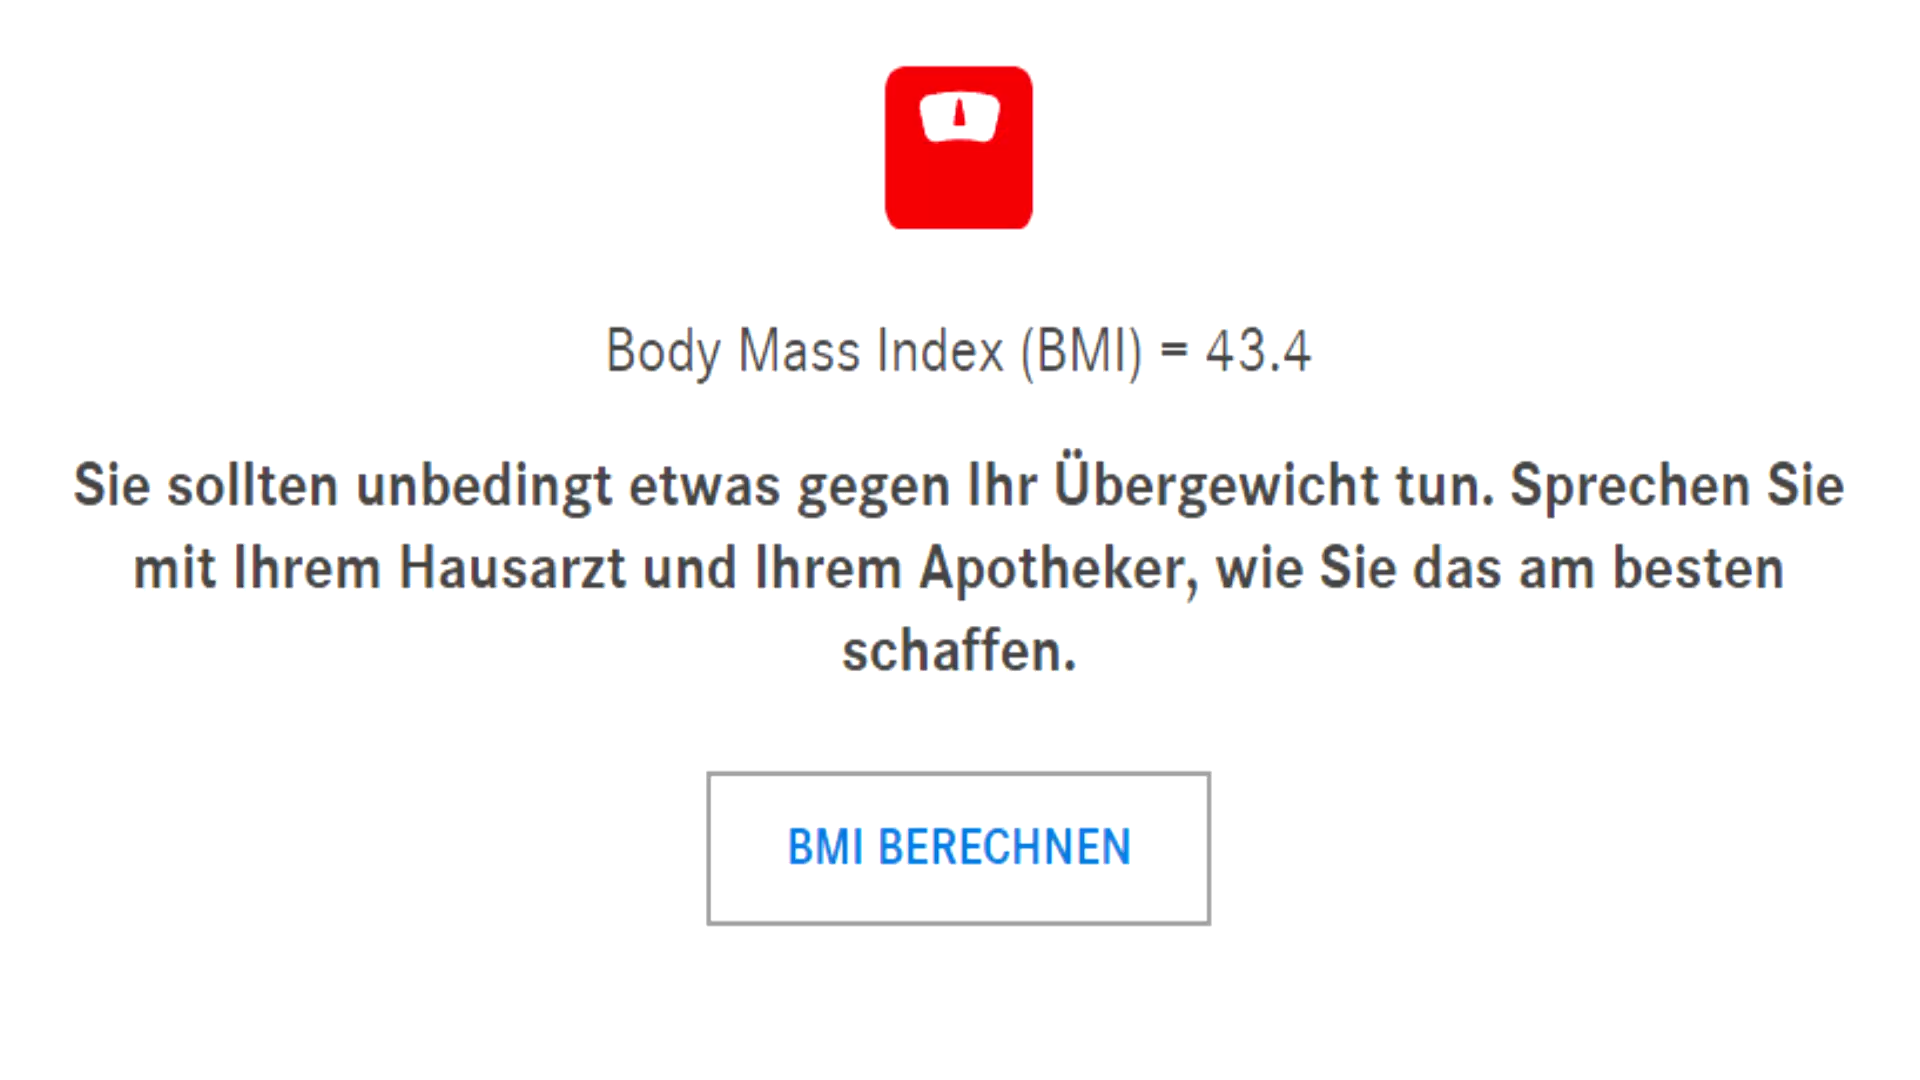 Body Mass Index (BMI) = 43.4
Sie sollten unbedingt etwas gegen Ihr Übergewicht tun. Sprechen Sie
mit Ihrem Hausarzt und Ihrem Apotheker, wie Sie das am besten
schaffen.
BMI BERECHNEN